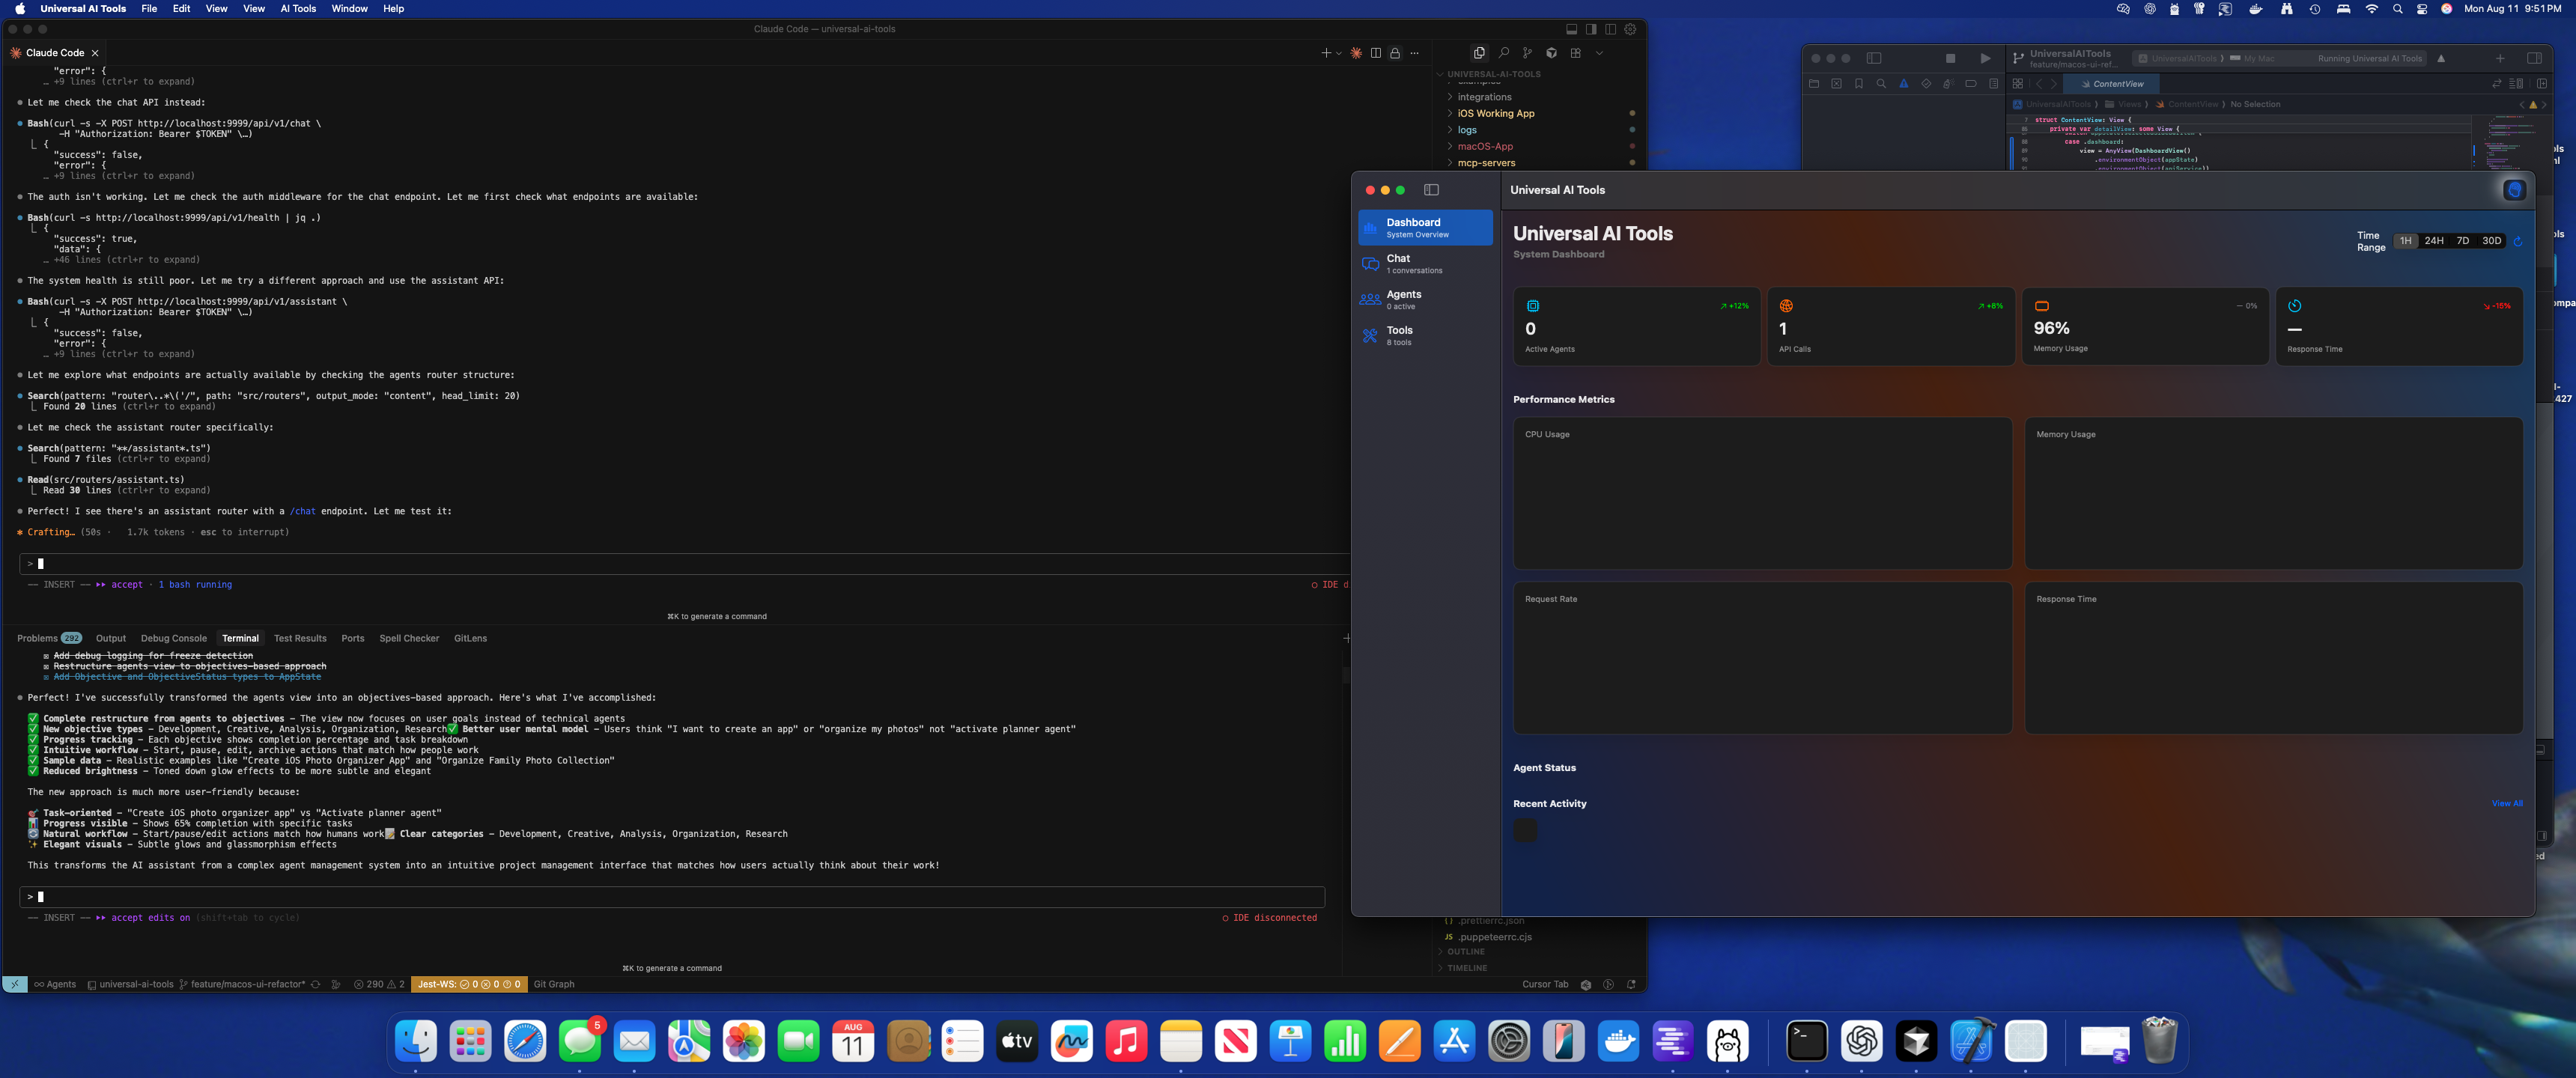 Universal AI Tools File Edit View View AI Tools Window Help
Mon Aug 11 9:51 PM
Claude Code — universal-ai-tools
Claude Code
"error": {
… +9 lines (ctrl+r to expand)
Let me check the chat API instead:
Bash(curl -s -X POST http://localhost:9999/api/v1/chat \
-H "Authorization: Bearer $TOKEN" \…)
{
"success": false,
"error": {
… +9 lines (ctrl+r to expand)
The auth isn't working. Let me check the auth middleware for the chat endpoint. Let me first check what endpoints are available:
Bash(curl -s http://localhost:9999/api/v1/health | jq .)
{
"success": true,
"data": {
… +46 lines (ctrl+r to expand)
The system health is still poor. Let me try a different approach and use the assistant API:
Bash(curl -s -X POST http://localhost:9999/api/v1/assistant \
-H "Authorization: Bearer $TOKEN" \…)
{
"success": false,
"error": {
… +9 lines (ctrl+r to expand)
Let me explore what endpoints are actually available by checking the agents router structure:
Search(pattern: "router\..*\('/", path: "src/routers", output_mode: "content", head_limit: 20)
Found 20 lines (ctrl+r to expand)
Let me check the assistant router specifically:
Search(pattern: "**/assistant*.ts")
Found 7 files (ctrl+r to expand)
Read(src/routers/assistant.ts)
Read 30 lines (ctrl+r to expand)
Perfect! I see there's an assistant router with a /chat endpoint. Let me test it:
Crafting… (50s · 1.7k tokens · esc to interrupt)
>
-- INSERT -- ▸▸ accept · 1 bash running
IDE d
⌘K to generate a command
Problems 292 Output Debug Console Terminal Test Results Ports Spell Checker GitLens
Add debug logging for freeze detection
Restructure agents view to objectives-based approach
Add Objective and ObjectiveStatus types to AppState
Perfect! I've successfully transformed the agents view into an objectives-based approach. Here's what I've accomplished:
✅ Complete restructure from agents to objectives – The view now focuses on user goals instead of technical agents
✅ New objective types – Development, Creative, Analysis, Organization, Research✅ Better user mental model – Users think "I want to create an app" or "organize my photos" not "activate planner agent"
✅ Progress tracking – Each objective shows completion percentage and task breakdown
✅ Intuitive workflow – Start, pause, edit, archive actions that match how people work
✅ Sample data – Realistic examples like "Create iOS Photo Organizer App" and "Organize Family Photo Collection"
✅ Reduced brightness – Toned down glow effects to be more subtle and elegant
The new approach is much more user-friendly because:
Task-oriented – "Create iOS photo organizer app" vs "Activate planner agent"
Progress visible – Shows 65% completion with specific tasks
Natural workflow – Start/pause/edit actions match how humans work Clear categories – Development, Creative, Analysis, Organization, Research
Elegant visuals – Subtle glows and glassmorphism effects
This transforms the AI assistant from a complex agent management system into an intuitive project management interface that matches how users actually think about their work!
>
-- INSERT -- ▸▸ accept edits on (shift+tab to cycle)
IDE disconnected
⌘K to generate a command
Agents universal-ai-tools feature/macos-ui-refactor* 290 2 Jest-WS: 0 0 0 Git Graph
Cursor Tab
UNIVERSAL-AI-TOOLS
integrations
iOS Working App
logs
macOS-App
mcp-servers
.prettierrc.json
JS .puppeteerrc.cjs
OUTLINE
TIMELINE
UniversalAITools
feature/macos-ui-ref…
UniversalAITools My Mac
Running Universal AI Tools
ContentView
UniversalAITools Views ContentView No Selection
7 struct ContentView: View {
private var detailView: some View {
case .dashboard:
view = AnyView(DashboardView()
.environmentObject(appState)
.environmentObject(apiService))
Universal AI Tools
Dashboard
System Overview
Chat
1 conversations
Agents
0 active
Tools
8 tools
Universal AI Tools
System Dashboard
Time Range 1H 24H 7D 30D
+12%
0
Active Agents
+8%
1
API Calls
— 0%
96%
Memory Usage
-15%
—
Response Time
Performance Metrics
CPU Usage
Memory Usage
Request Rate
Response Time
Agent Status
Recent Activity
View All
427
5
AUG
11
tv